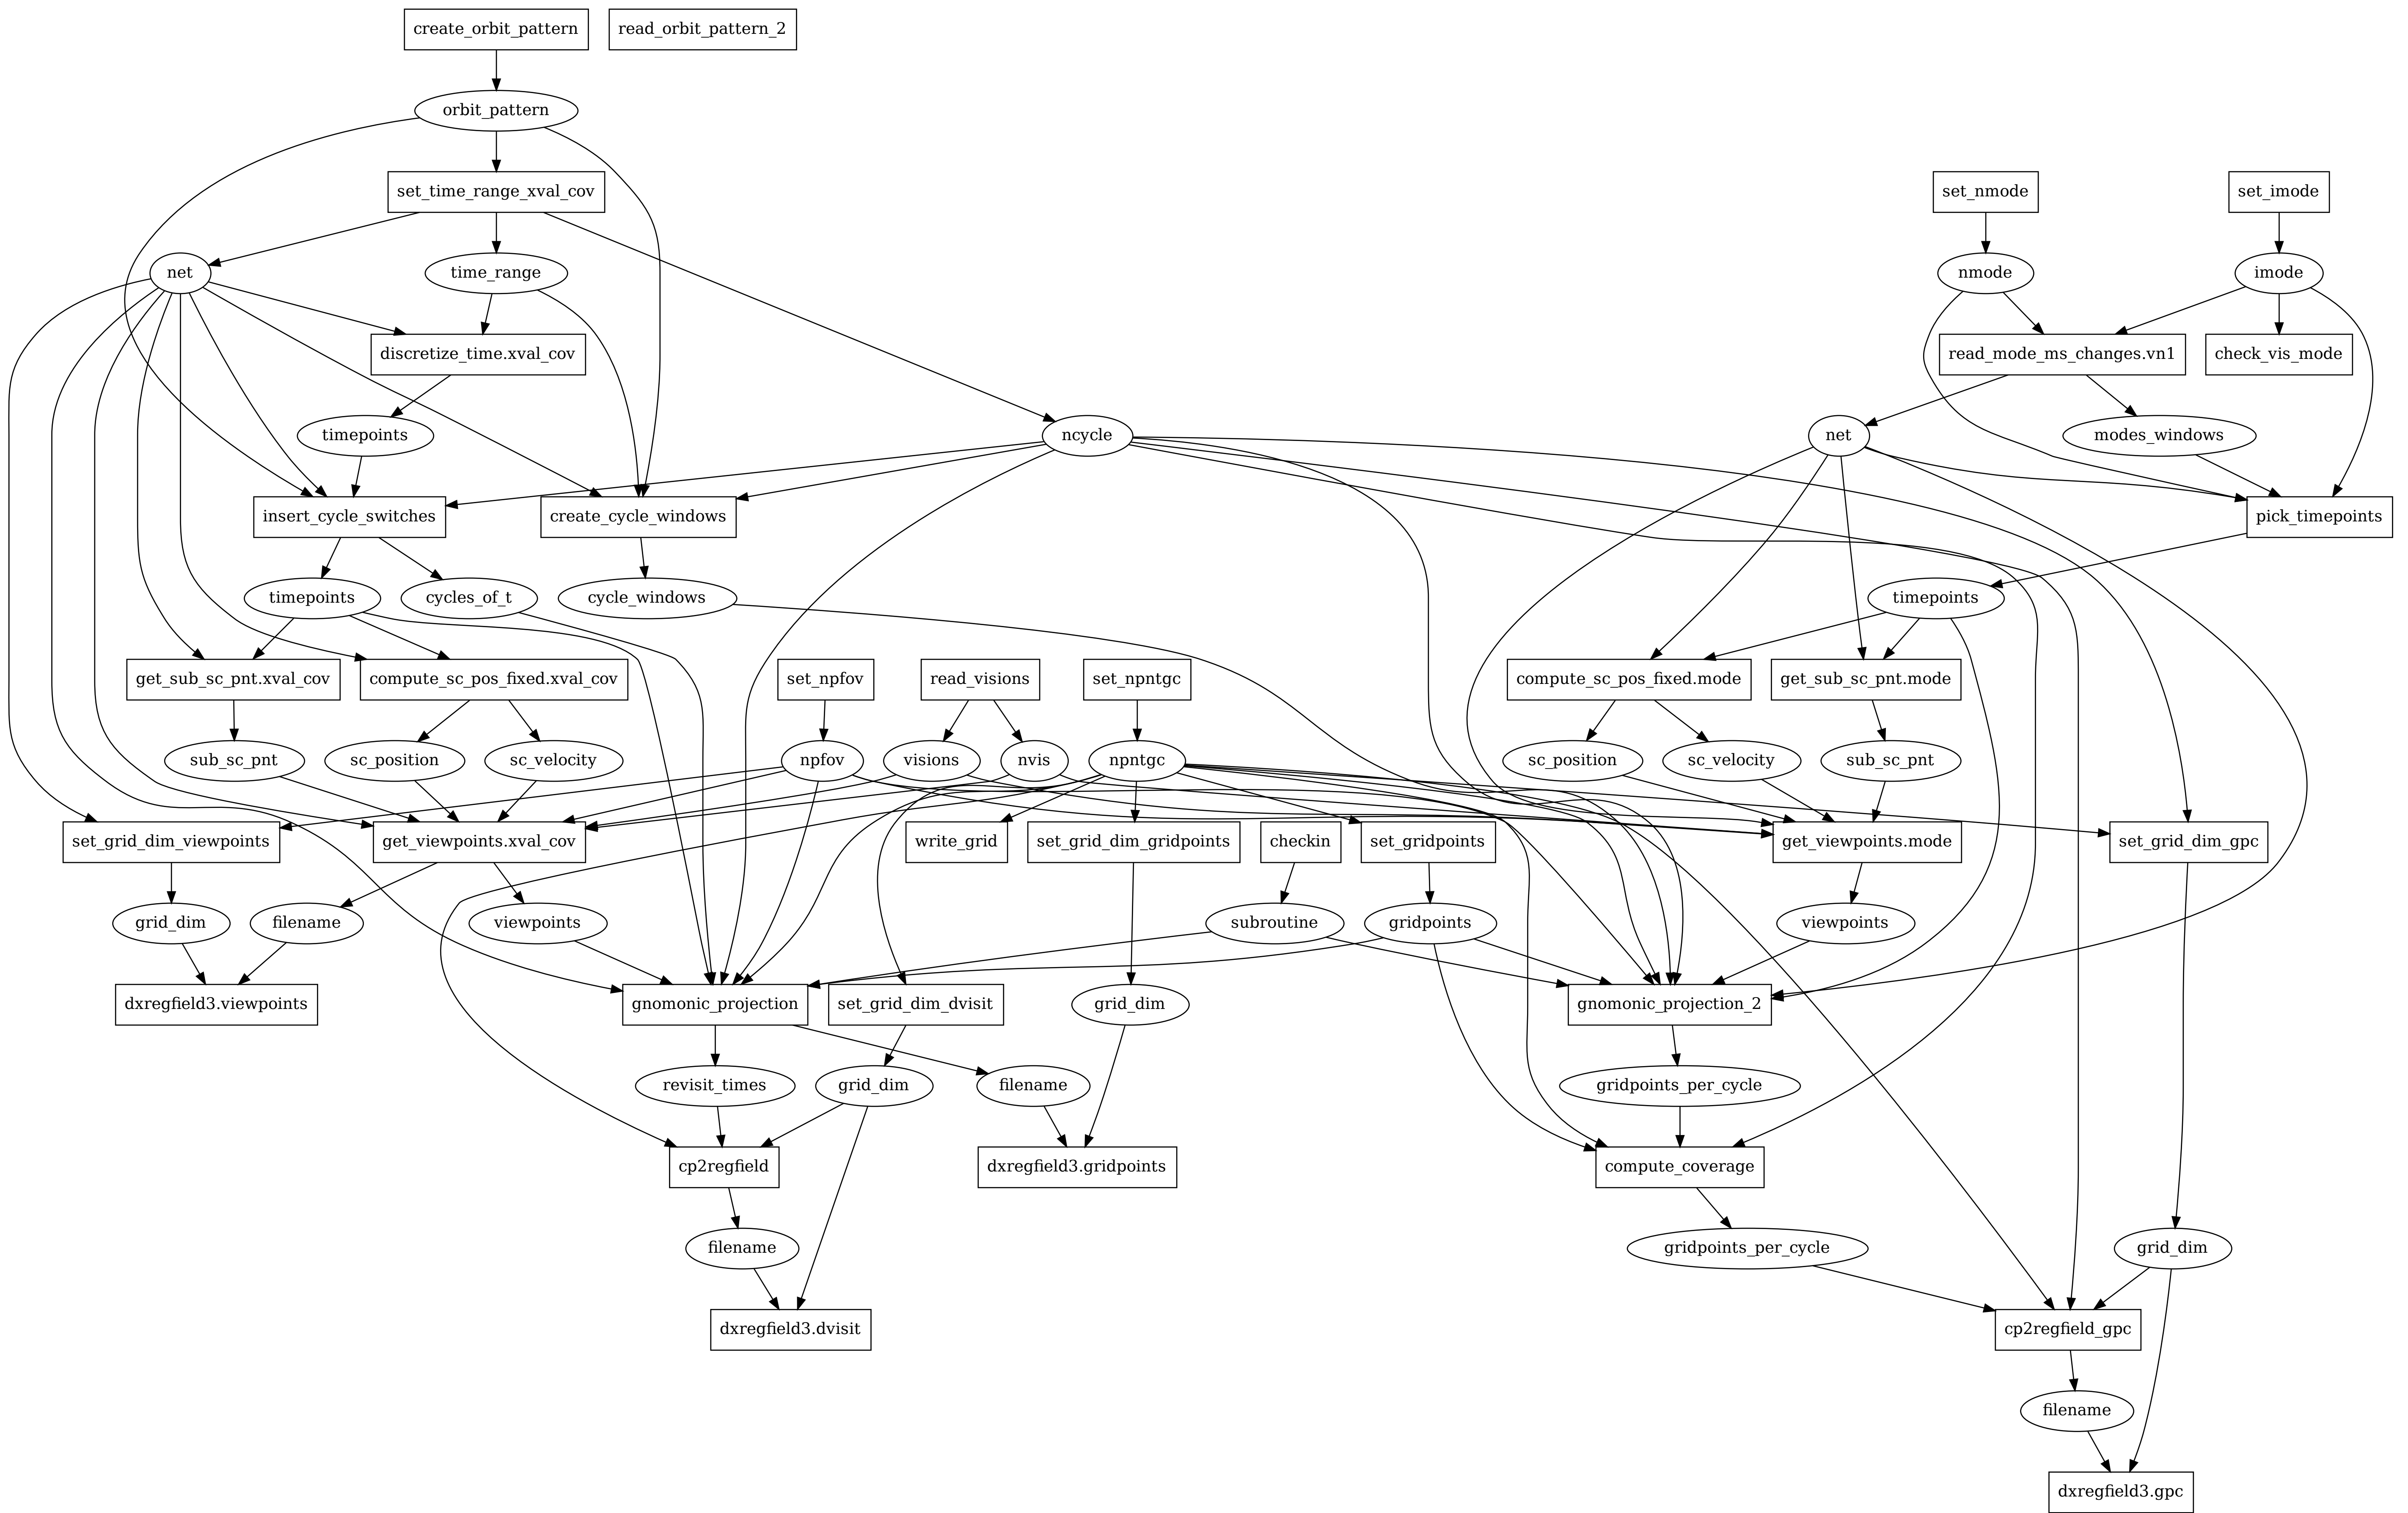 create_orbit_pattern
read_orbit_pattern_2
orbit_pattern
set_time_range_xval_cov
set_nmode
set_imode
net
time_range
nmode
imode
discretize_time.xval_cov
read_mode_ms_changes.vn1
check_vis_mode
timepoints
ncycle
net
modes_windows
insert_cycle_switches
create_cycle_windows
pick_timepoints
timepoints
cycles_of_t
cycle_windows
timepoints
get_sub_sc_pnt.xval_cov
compute_sc_pos_fixed.xval_cov
set_npfov
read_visions
set_npntgc
compute_sc_pos_fixed.mode
get_sub_sc_pnt.mode
sub_sc_pnt
sc_position
sc_velocity
npfov
visions
nvis
npntgc
sc_position
sc_velocity
sub_sc_pnt
set_grid_dim_viewpoints
get_viewpoints.xval_cov
write_grid
set_grid_dim_gridpoints
checkin
set_gridpoints
get_viewpoints.mode
set_grid_dim_gpc
grid_dim
filename
viewpoints
subroutine
gridpoints
viewpoints
dxregfield3.viewpoints
gnomonic_projection
set_grid_dim_dvisit
grid_dim
gnomonic_projection_2
revisit_times
grid_dim
filename
gridpoints_per_cycle
cp2regfield
dxregfield3.gridpoints
compute_coverage
filename
gridpoints_per_cycle
grid_dim
dxregfield3.dvisit
cp2regfield_gpc
filename
dxregfield3.gpc